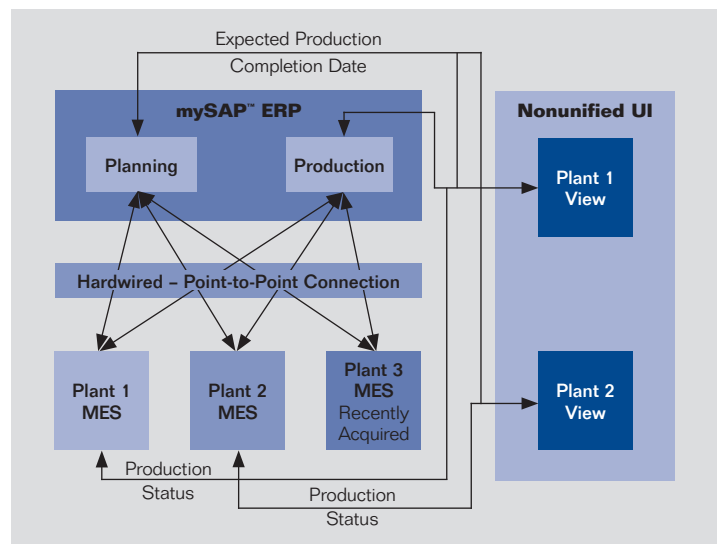 Expected Production
Completion Date
mySAP™ ERP
Nonunified UI
Planning
Production
Plant 1
View
Hardwired – Point-to-Point Connection
Plant 1
MES
Plant 2
MES
Plant 3
MES
Recently
Acquired
Plant 2
View
Production
Status
Production
Status